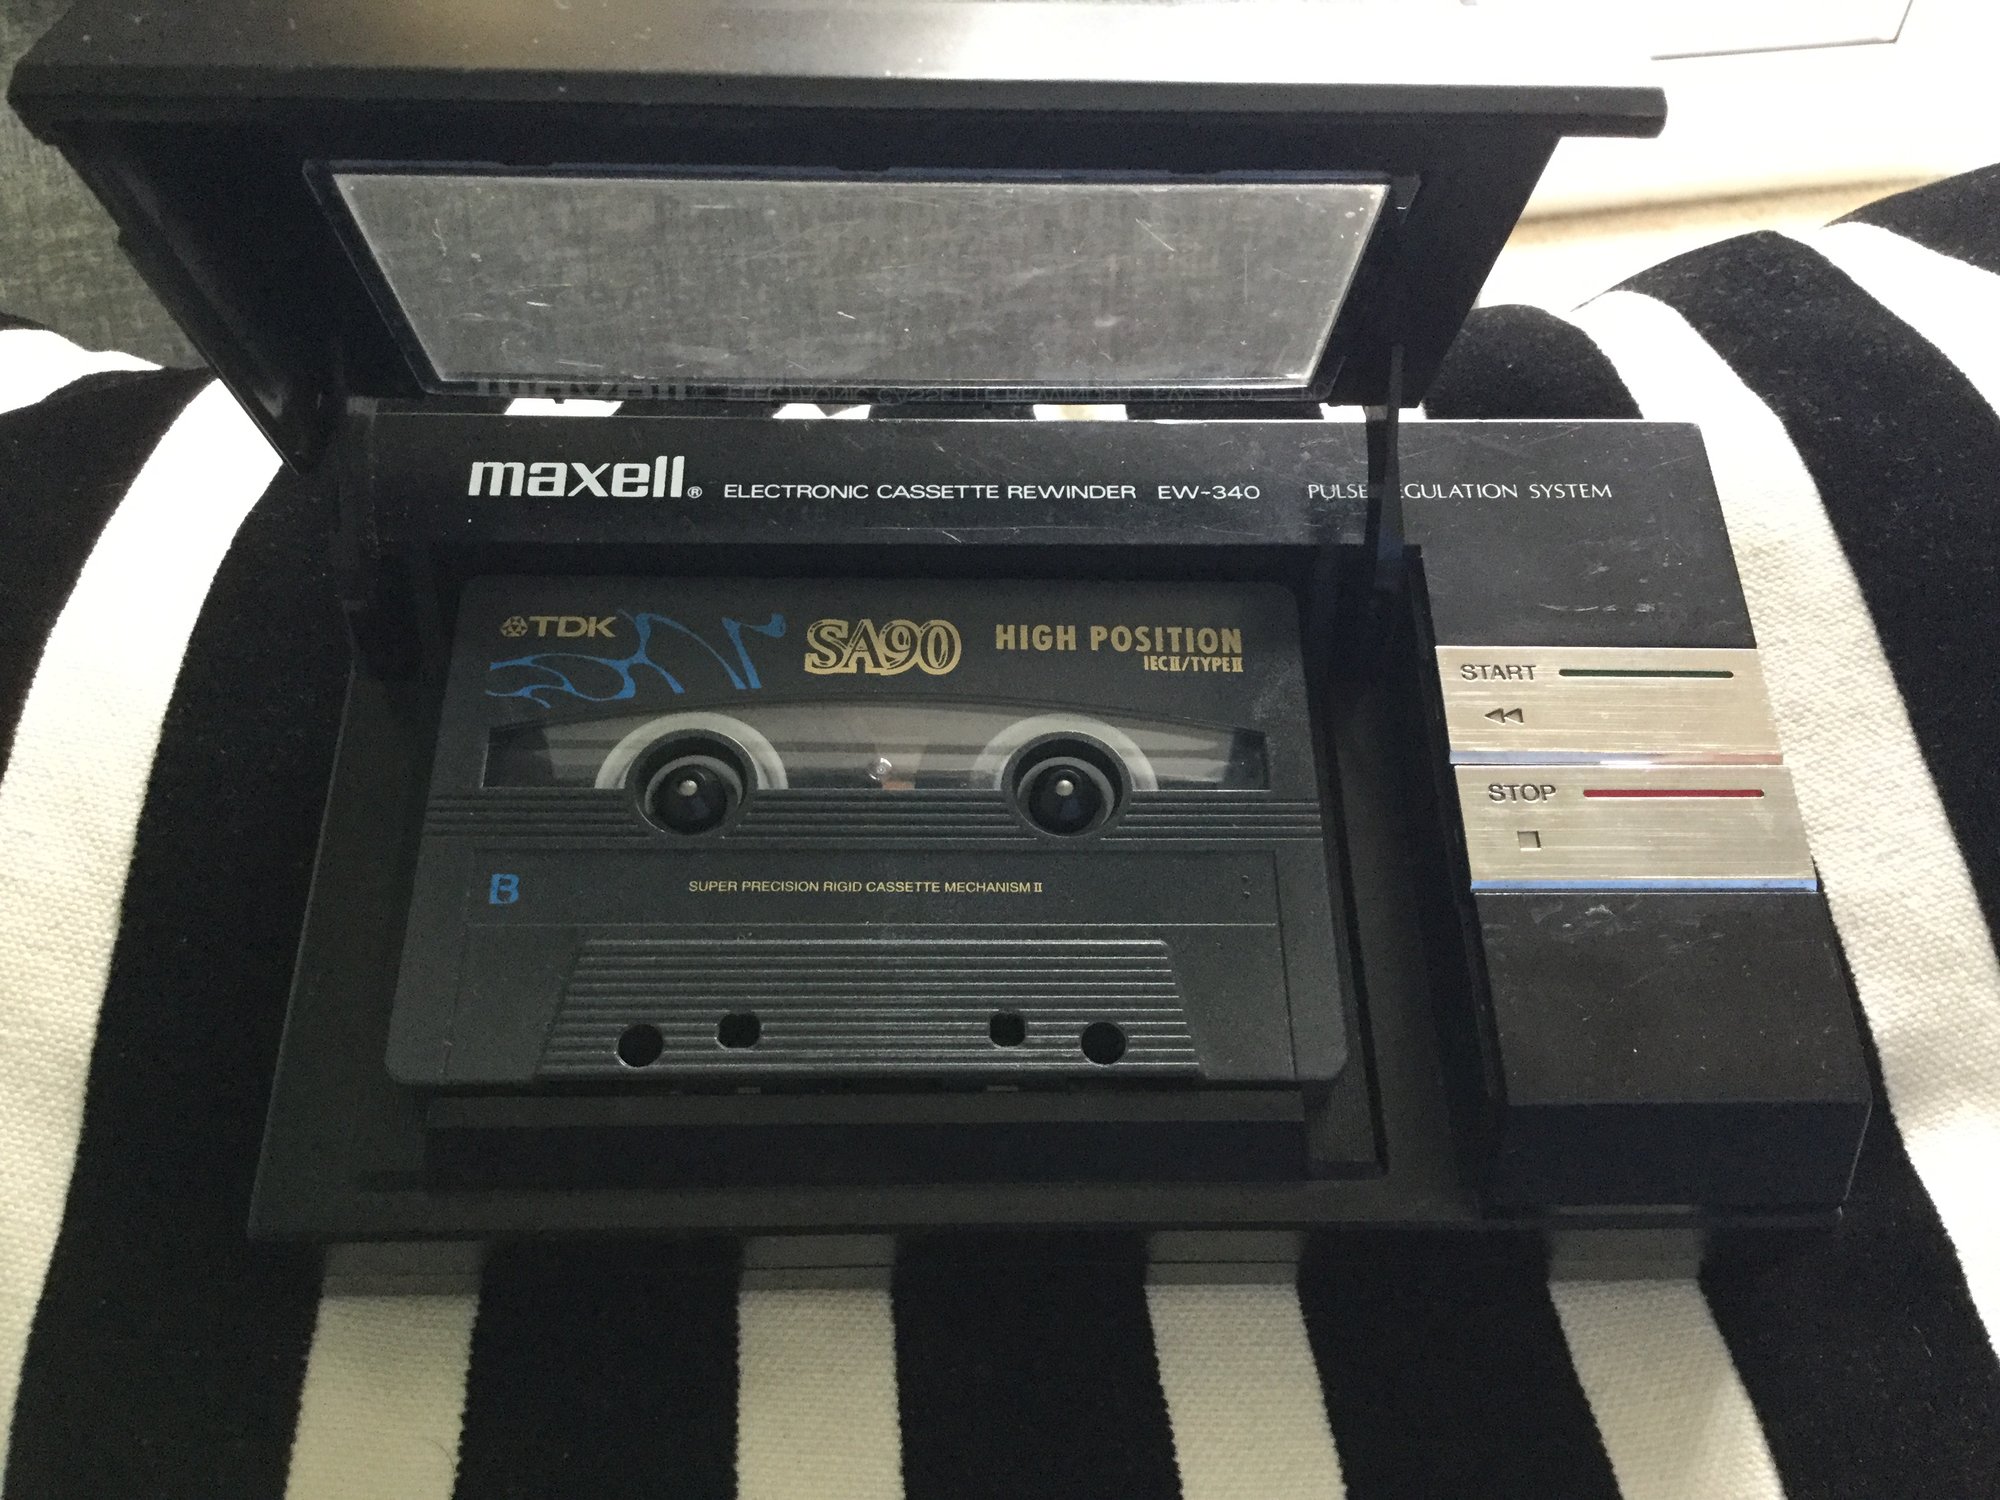 maxell® ELECTRONIC CASSETTE REWINDER EW-340 PULSE REGULATION SYSTEM
TDK SA90 HIGH POSITION
IECII/TYPEII
START
STOP
B SUPER PRECISION RIGID CASSETTE MECHANISM II